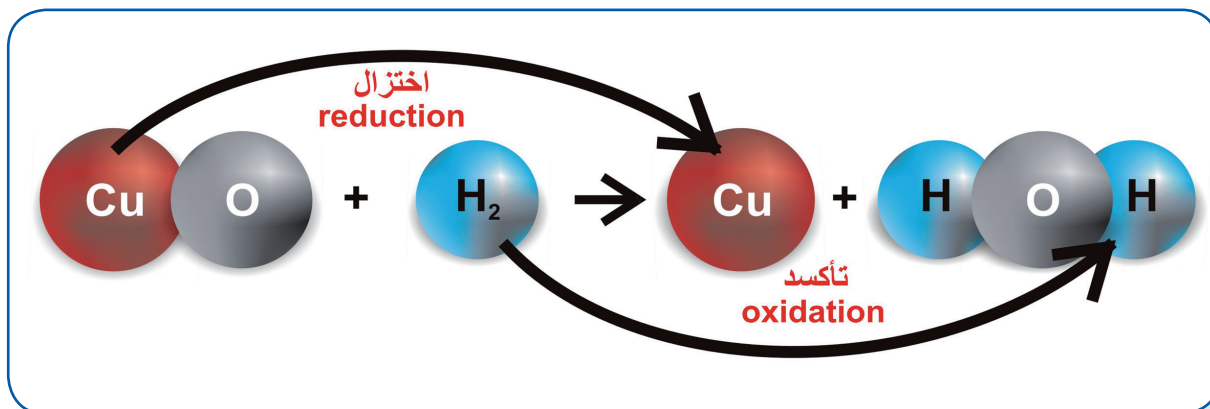 اختزال
reduction
Cu O + H₂ → Cu + H O H
تأكسد
oxidation